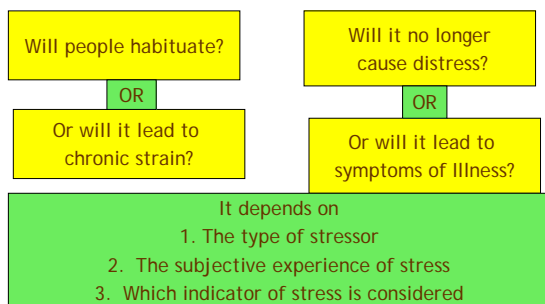 Will people habituate?
OR
Or will it lead to
chronic strain?
Will it no longer
cause distress?
OR
Or will it lead to
symptoms of Illness?
It depends on
1. The type of stressor
2. The subjective experience of stress
3. Which indicator of stress is considered